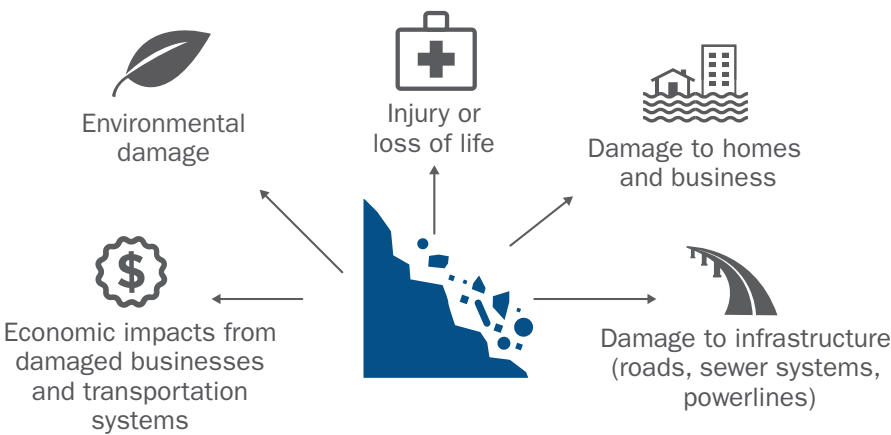 Environmental
damage
Injury or
loss of life
Damage to homes
and business
$
Economic impacts from
damaged businesses
and transportation
systems
Damage to infrastructure
(roads, sewer systems,
powerlines)